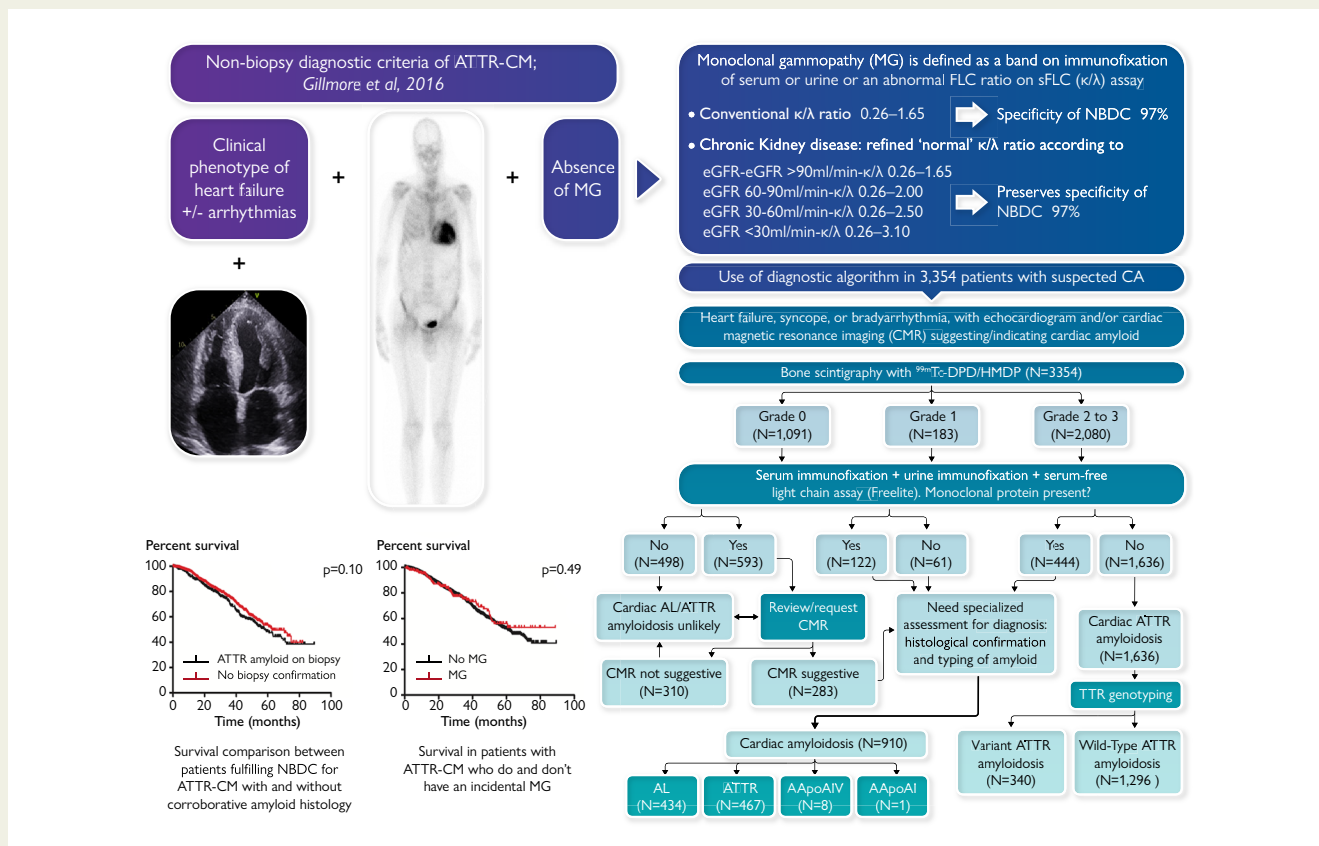 Non-biopsy diagnostic criteria of ATTR-CM;
Gillmore et al, 2016
Clinical
phenotype of
heart failure
+/- arrhythmias
+
+
+
Absence
of MG
Monoclonal gammopathy (MG) is defined as a band on immunofixation
of serum or urine or an abnormal FLC ratio on sFLC (κ/λ) assay
• Conventional κ/λ ratio 0.26–1.65
Specificity of NBDC 97%
• Chronic Kidney disease: refined ‘normal’ κ/λ ratio according to
eGFR-eGFR >90ml/min-κ/λ 0.26–1.65
eGFR 60-90ml/min-κ/λ 0.26–2.00
eGFR 30-60ml/min-κ/λ 0.26–2.50
eGFR <30ml/min-κ/λ 0.26–3.10
Preserves specificity of
NBDC 97%
Use of diagnostic algorithm in 3,354 patients with suspected CA
Heart failure, syncope, or bradyarrhythmia, with echocardiogram and/or cardiac
magnetic resonance imaging (CMR) suggesting/indicating cardiac amyloid
Bone scintigraphy with 99mTc-DPD/HMDP (N=3354)
Grade 0
(N=1,091)
Grade 1
(N=183)
Grade 2 to 3
(N=2,080)
Serum immunofixation + urine immunofixation + serum-free
light chain assay (Freelite). Monoclonal protein present?
No
(N=498)
Yes
(N=593)
Yes
(N=122)
No
(N=61)
Yes
(N=444)
No
(N=1,636)
Cardiac AL/ATTR
amyloidosis unlikely
Review/request
CMR
Need specialized
assessment for diagnosis:
histological confirmation
and typing of amyloid
Cardiac ATTR
amyloidosis
(N=1,636)
CMR not suggestive
(N=310)
CMR suggestive
(N=283)
TTR genotyping
Cardiac amyloidosis (N=910)
Variant ATTR
amyloidosis
(N=340)
Wild-Type ATTR
amyloidosis
(N=1,296 )
AL
(N=434)
ATTR
(N=467)
AApoAIV
(N=8)
AApoAI
(N=1)
Percent survival
p=0.10
100
80
60
40
20
0
ATTR amyloid on biopsy
No biopsy confirmation
0 20 40 60 80 100
Time (months)
Survival comparison between
patients fulfilling NBDC for
ATTR-CM with and without
corroborative amyloid histology
Percent survival
p=0.49
100
80
60
40
20
0
No MG
MG
0 20 40 60 80 100
Time (months)
Survival in patients with
ATTR-CM who do and don’t
have an incidental MG